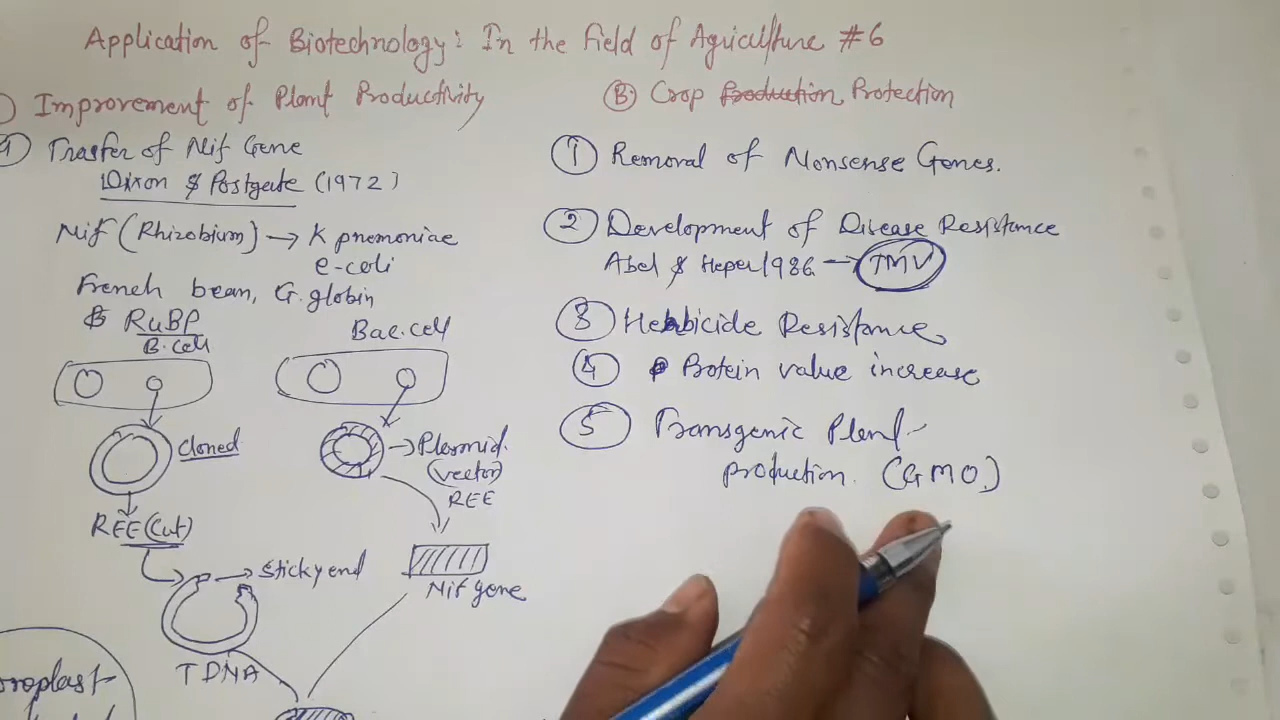 Application of Biotechnology: In the Field of Agriculture #6
Improvement of Plant Productivity
1 Trasfer of Nif Gene
Dixon & Postgate (1972)
Nif (Rhizobium) → K pnemoniae
e-coli
French bean, G. globin
& RuBP
B. cell
Bac. cell
cloned
→ Plasmid.
(vector)
REE
REE (Cut)
→ sticky end
Nif gene
TDNA
roplast
B Crop Production Protection
1 Removal of Nonsense Genes.
2 Development of Disease Resistance
Abel & Heper 1986 → TMV
3 Herbicide Resistance
4 Protein value increase
5 Transgenic Plant-
production. (GMO.)